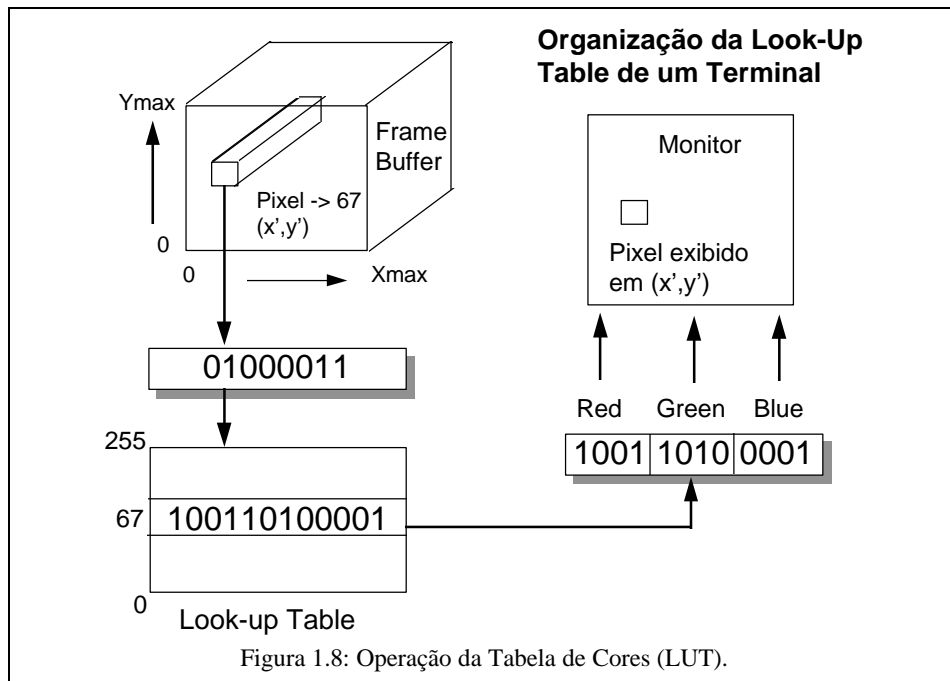 Organização da Look-Up
Table de um Terminal
Ymax
Frame
Buffer
Pixel -> 67
(x’,y’)
0
0
Xmax
Monitor
Pixel exibido
em (x’,y’)
01000011
Red Green Blue
1001 1010 0001
255
67
100110100001
0
Look-up Table
Figura 1.8: Operação da Tabela de Cores (LUT).